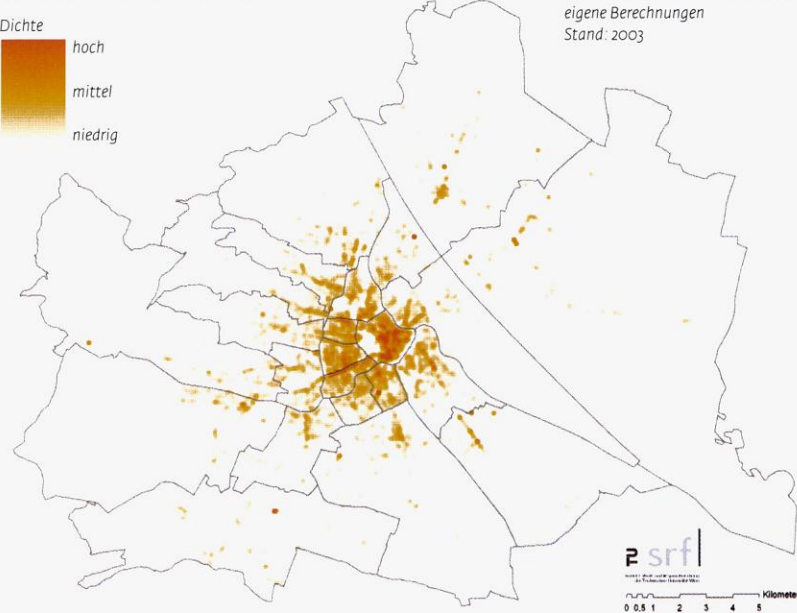 Dichte
hoch
mittel
niedrig
eigene Berechnungen
Stand: 2003
srf
Kilometer
0 0,5 1 2 3 4 5